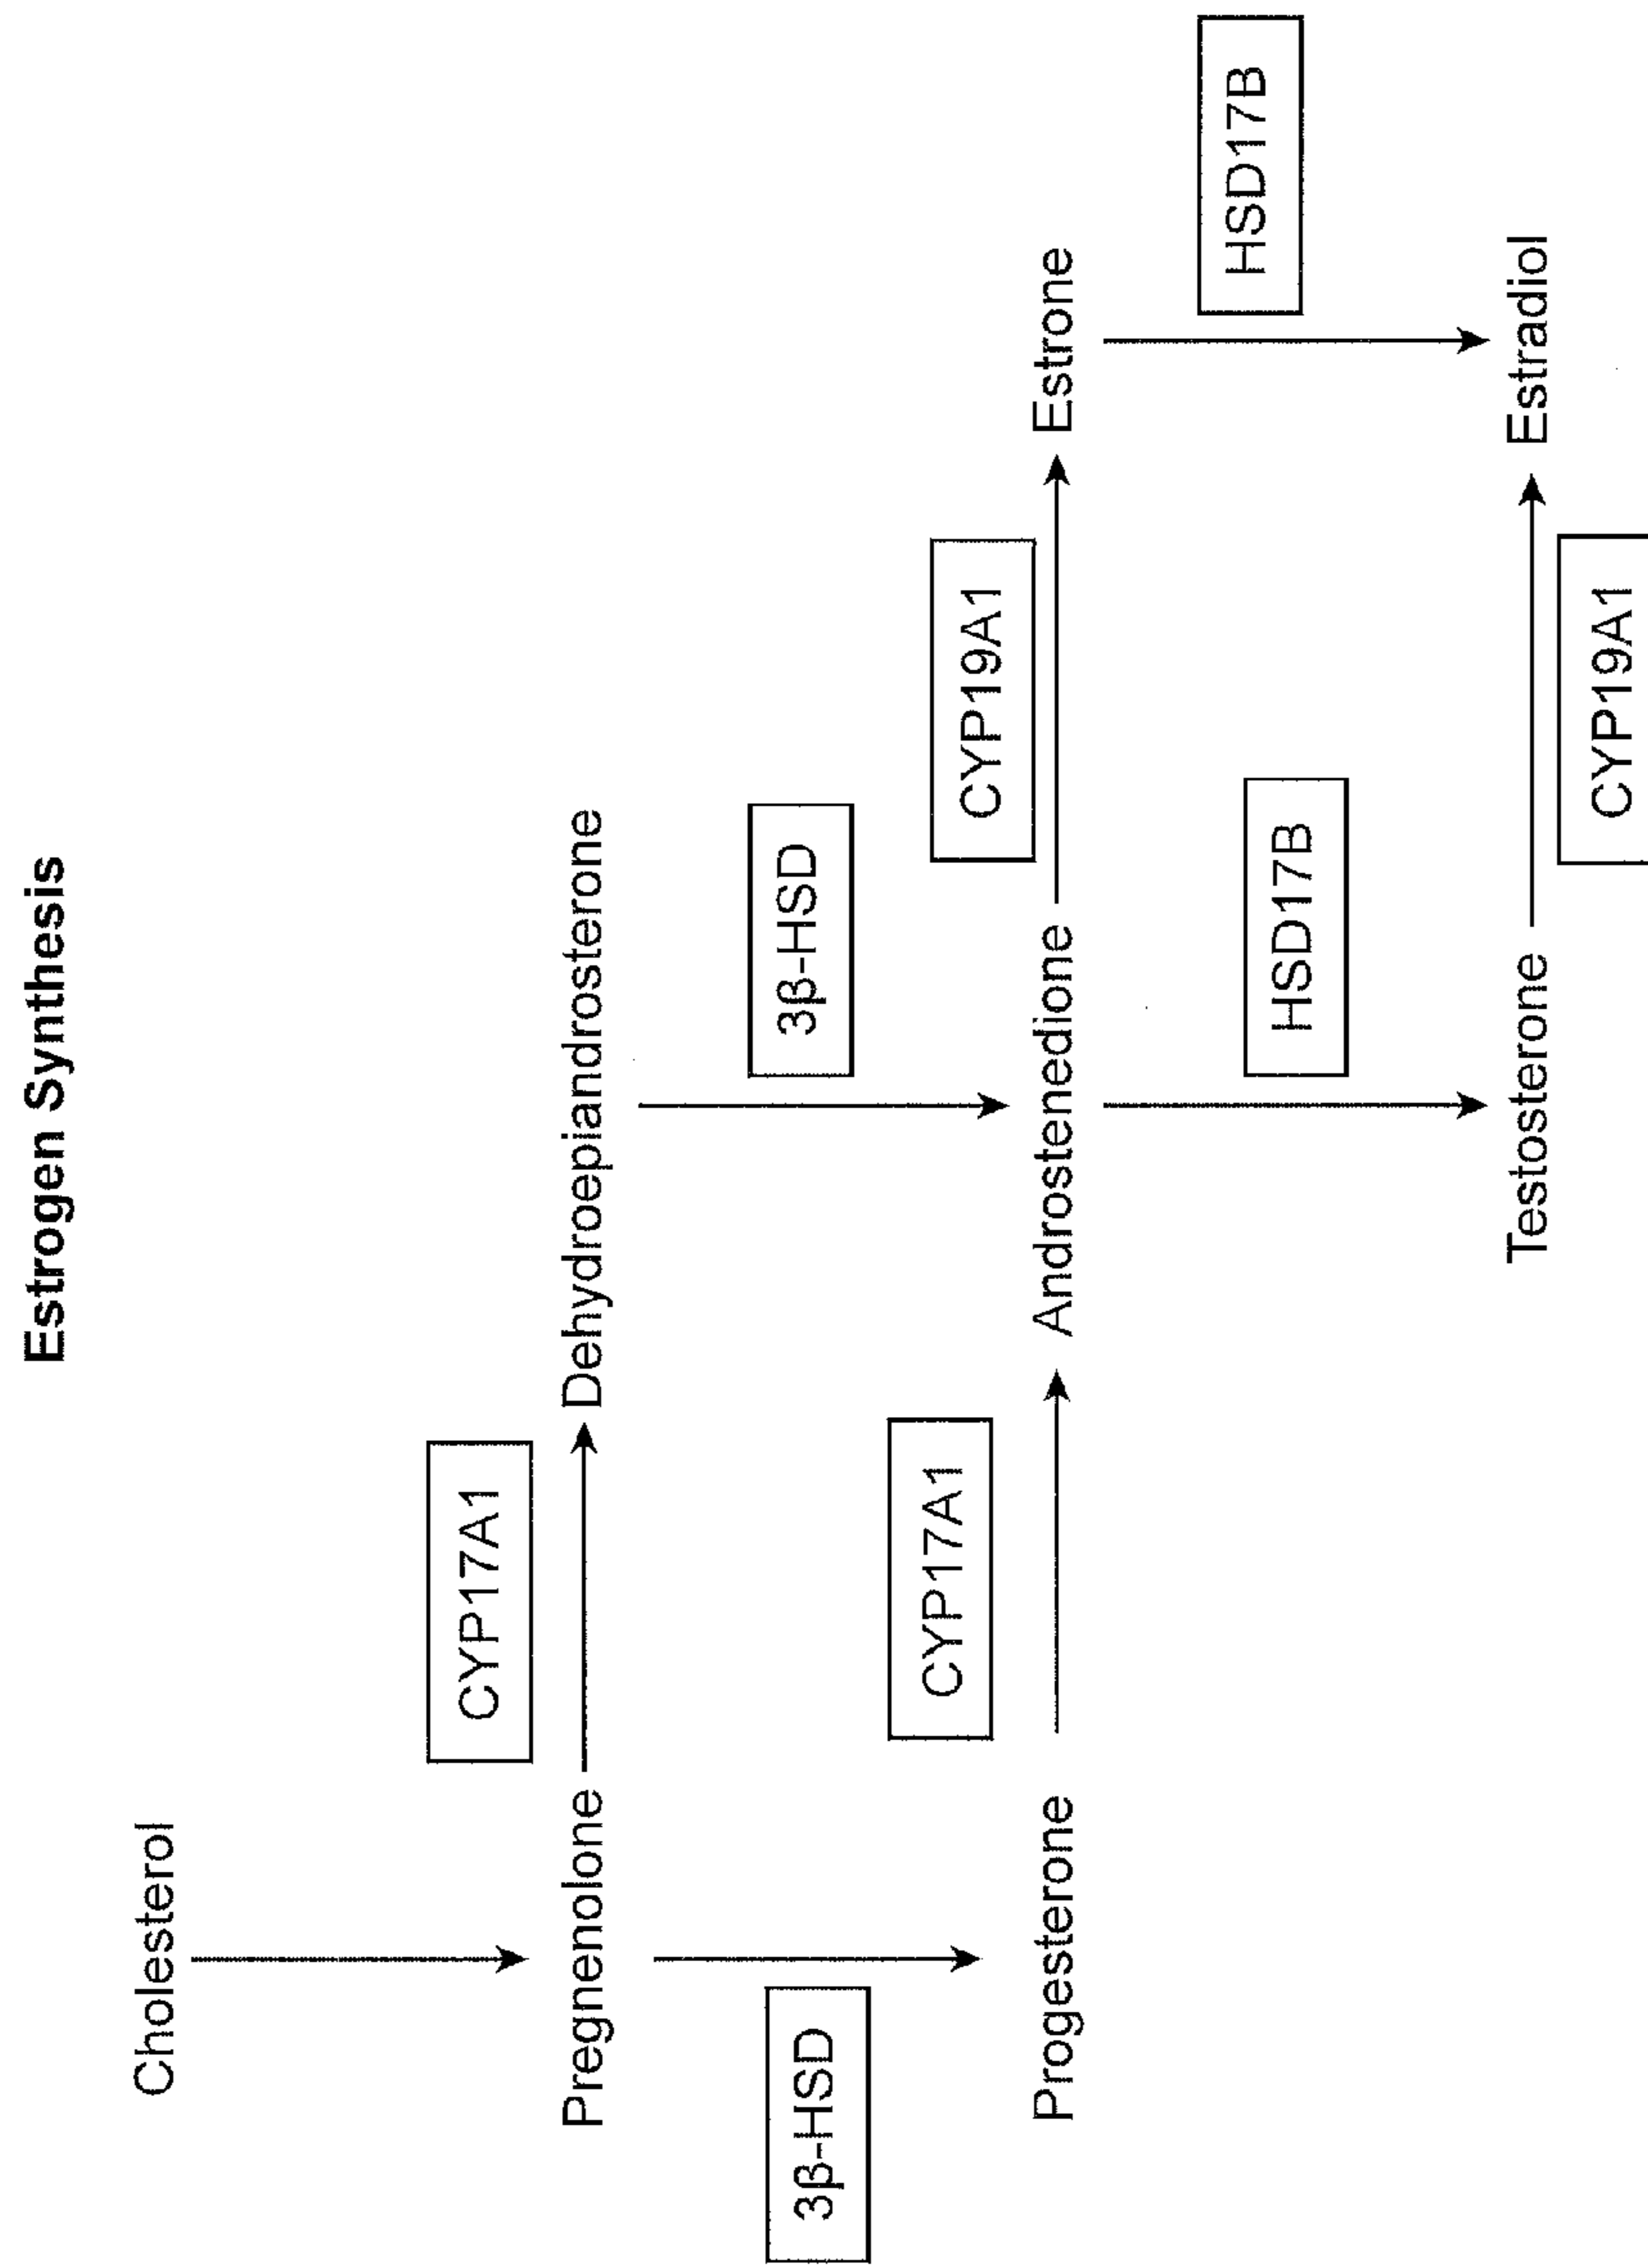 Estrogen Synthesis
Cholesterol
CYP17A1
Pregnenolone
Dehydroepiandrosterone
3β-HSD
3β-HSD
CYP17A1
CYP19A1
Progesterone
Androstenedione
Estrone
HSD17B
HSD17B
Testosterone
Estradiol
CYP19A1